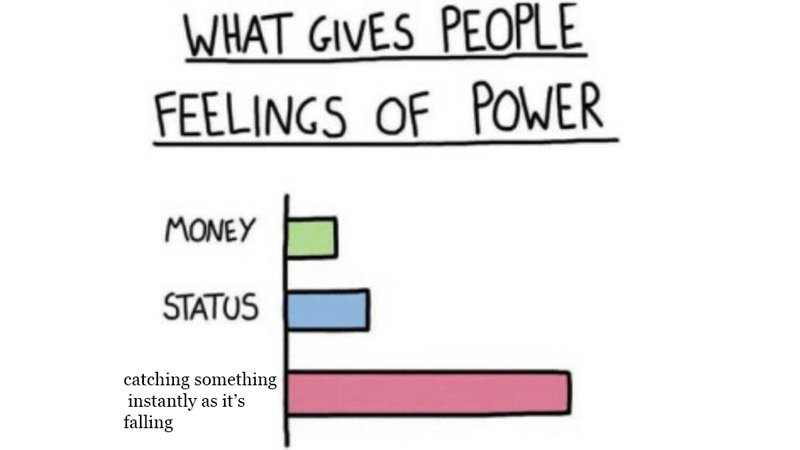 WHAT GIVES PEOPLE
FEELINGS OF POWER
MONEY
STATUS
catching something
instantly as it’s
falling